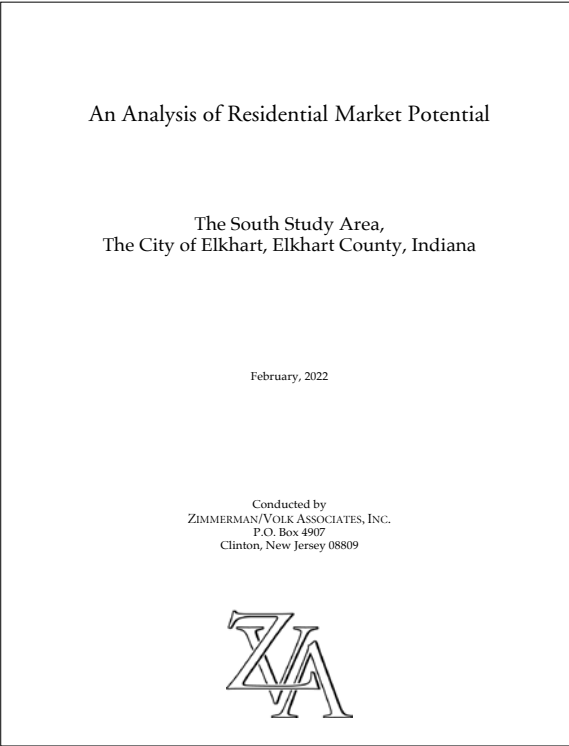 An Analysis of Residential Market Potential
The South Study Area,
The City of Elkhart, Elkhart County, Indiana
February, 2022
Conducted by
ZIMMERMAN/VOLK ASSOCIATES, INC.
P.O. Box 4907
Clinton, New Jersey 08809
ZVA